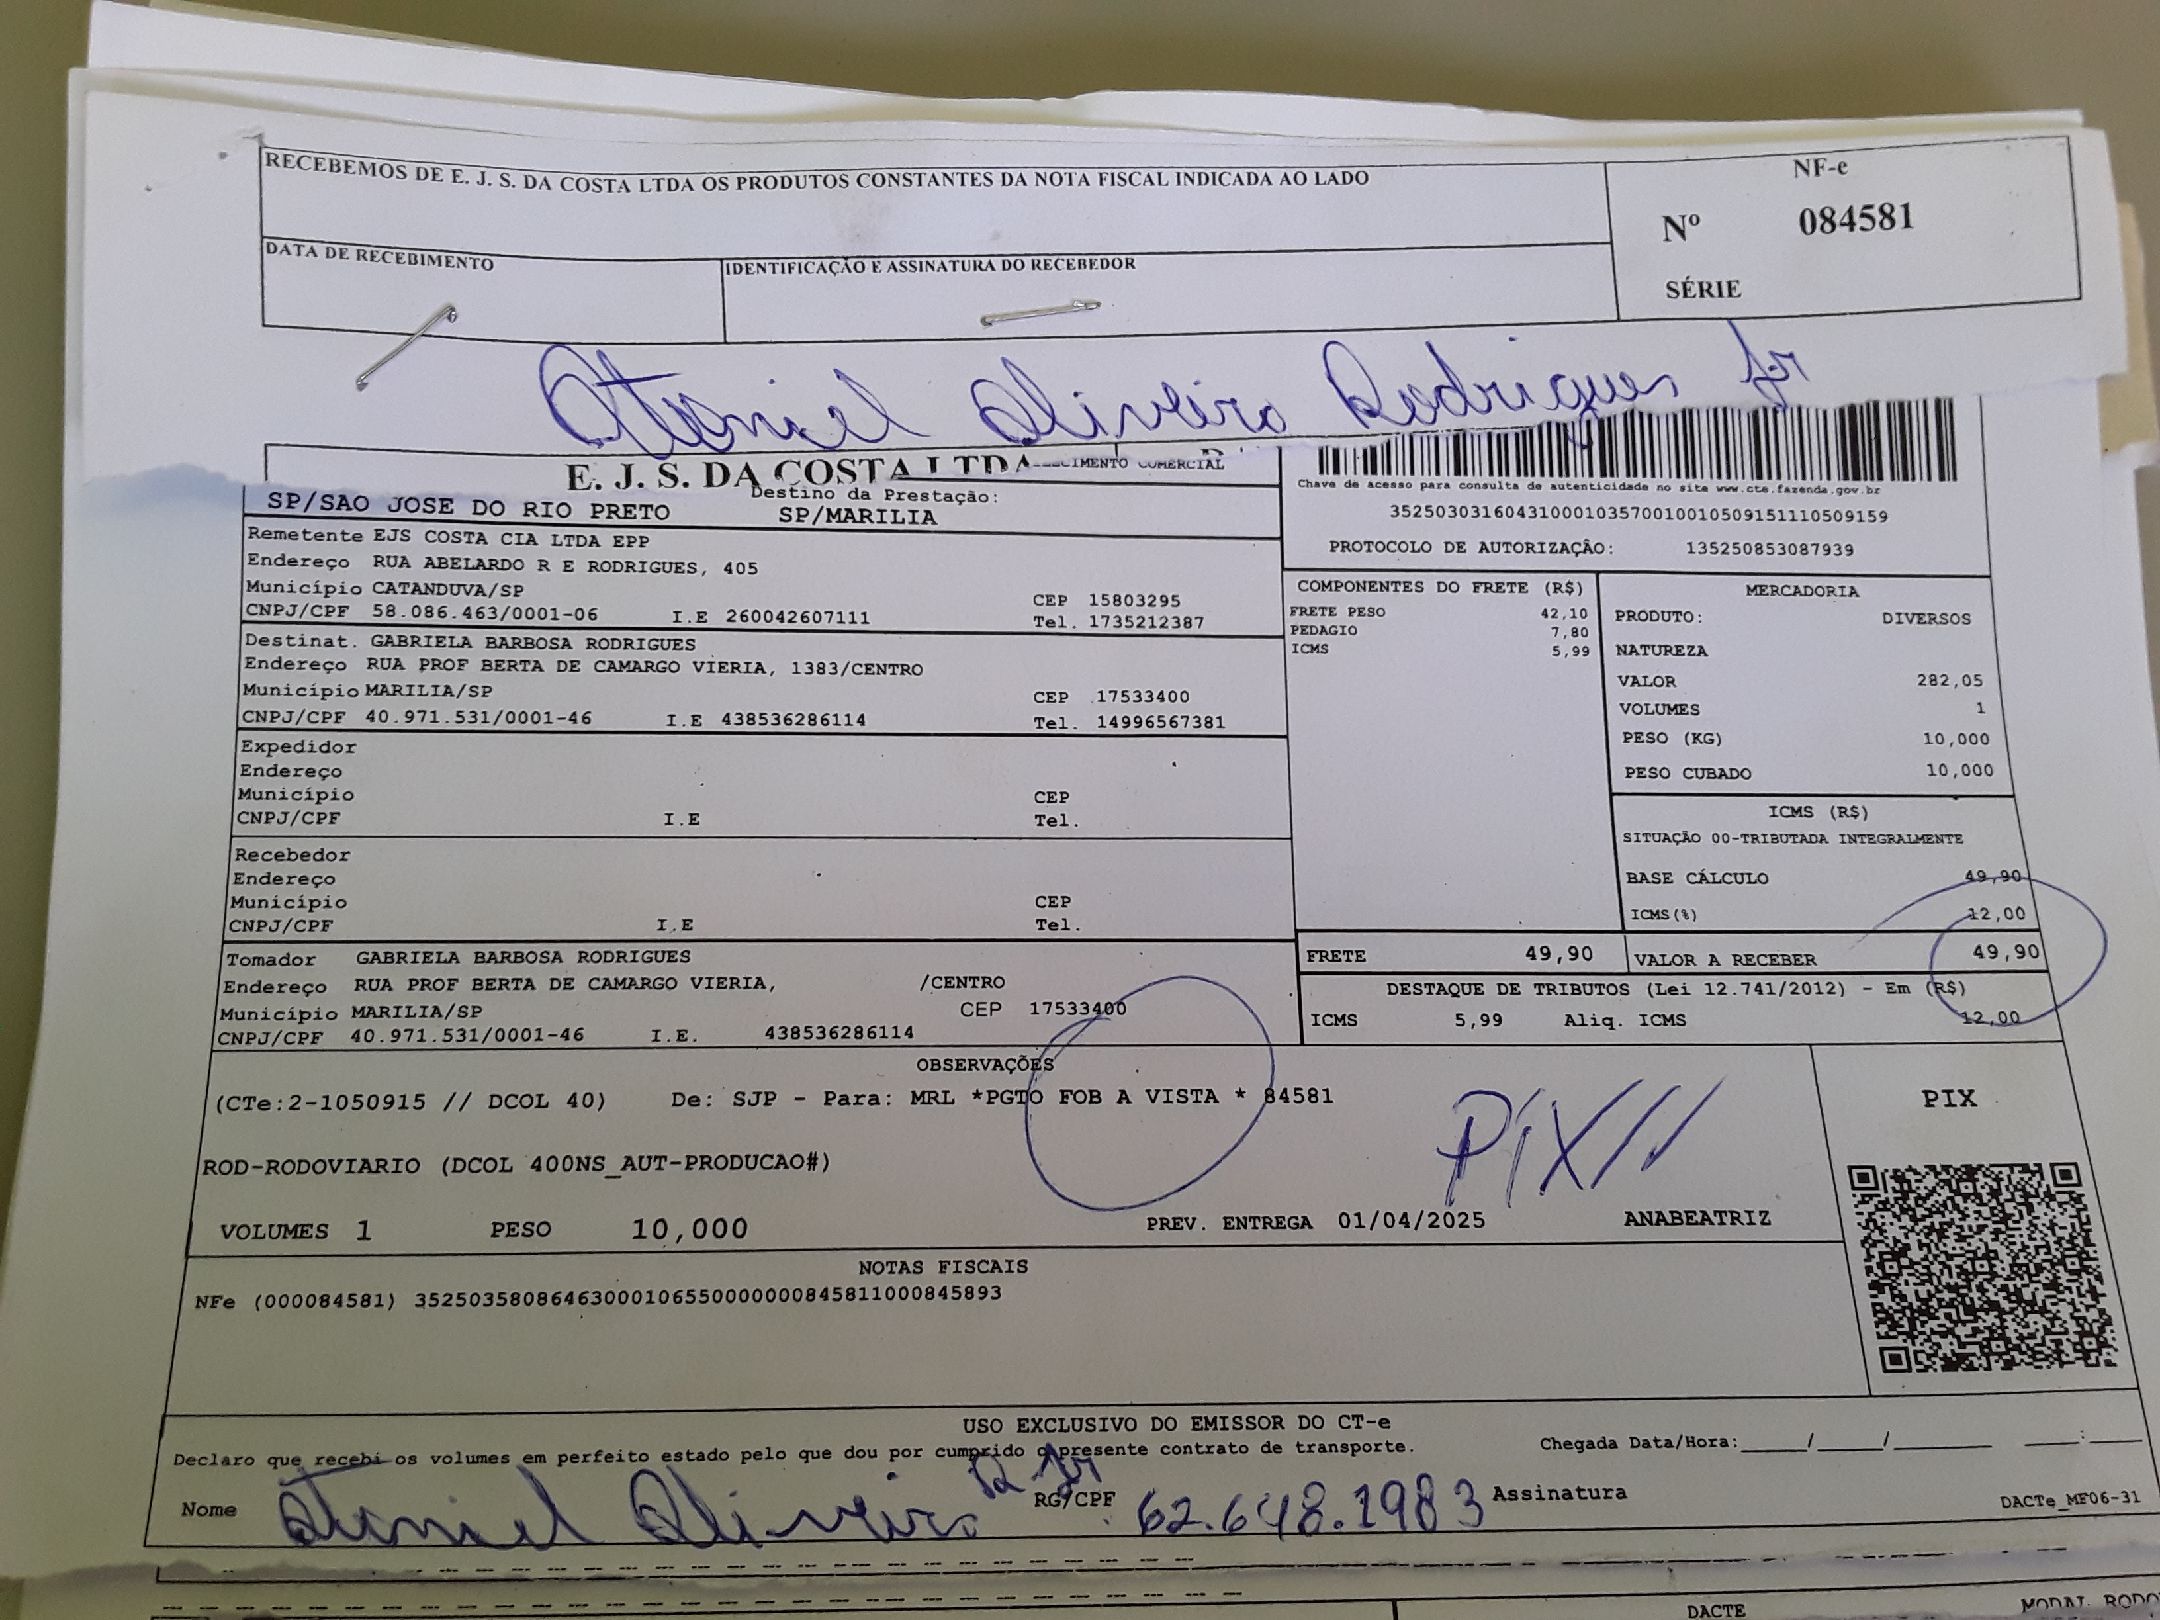 RECEBEMOS DE E. J. S. DA COSTA LTDA OS PRODUTOS CONSTANTES DA NOTA FISCAL INDICADA AO LADO
NF-e
Nº 084581
SÉRIE
DATA DE RECEBIMENTO
IDENTIFICAÇÃO E ASSINATURA DO RECEBEDOR
Oliveira Rodrigues Jr
E. J. S. DA COSTA LTDA
CIMENTO COMERCIAL
Destino da Prestação:
SP/SAO JOSE DO RIO PRETO SP/MARILIA
Chave de acesso para consulta de autenticidade no site www.cte.fazenda.gov.br
35250303160431000103570010010509151110509159
PROTOCOLO DE AUTORIZAÇÃO: 135250853087939
Remetente EJS COSTA CIA LTDA EPP
Endereço RUA ABELARDO R E RODRIGUES, 405
Município CATANDUVA/SP CEP 15803295
CNPJ/CPF 58.086.463/0001-06 I.E 260042607111 Tel. 1735212387
Destinat. GABRIELA BARBOSA RODRIGUES
Endereço RUA PROF BERTA DE CAMARGO VIERIA, 1383/CENTRO
Município MARILIA/SP CEP 17533400
CNPJ/CPF 40.971.531/0001-46 I.E 438536286114 Tel. 14996567381
Expedidor
Endereço
Município CEP
CNPJ/CPF I.E Tel.
Recebedor
Endereço
Município CEP
CNPJ/CPF I.E Tel.
Tomador GABRIELA BARBOSA RODRIGUES
Endereço RUA PROF BERTA DE CAMARGO VIERIA, /CENTRO
Município MARILIA/SP CEP 17533400
CNPJ/CPF 40.971.531/0001-46 I.E. 438536286114
COMPONENTES DO FRETE (R$)
FRETE PESO 42,10
PEDAGIO 7,80
ICMS 5,99
MERCADORIA
PRODUTO: DIVERSOS
NATUREZA
VALOR 282,05
VOLUMES 1
PESO (KG) 10,000
PESO CUBADO 10,000
ICMS (R$)
SITUAÇÃO 00-TRIBUTADA INTEGRALMENTE
BASE CÁLCULO 49,90
ICMS(%) 12,00
FRETE 49,90 VALOR A RECEBER 49,90
DESTAQUE DE TRIBUTOS (Lei 12.741/2012) - Em (R$)
ICMS 5,99 Aliq. ICMS 12,00
OBSERVAÇÕES
(CTe:2-1050915 // DCOL 40) De: SJP - Para: MRL *PGTO FOB A VISTA * 84581
PIX//
PIX
ROD-RODOVIARIO (DCOL 400NS_AUT-PRODUCAO#)
VOLUMES 1 PESO 10,000 PREV. ENTREGA 01/04/2025 ANABEATRIZ
NOTAS FISCAIS
NFe (000084581) 35250358086463000106550000000845811000845893
USO EXCLUSIVO DO EMISSOR DO CT-e
Declaro que recebi os volumes em perfeito estado pelo que dou por cumprido o presente contrato de transporte.
Chegada Data/Hora:_____/_____/_______ ____:____
Nome Oliveira R Jr RG/CPF 62.648.1983 Assinatura
DACTe_MF06-31
DACTE
MODAL RODO